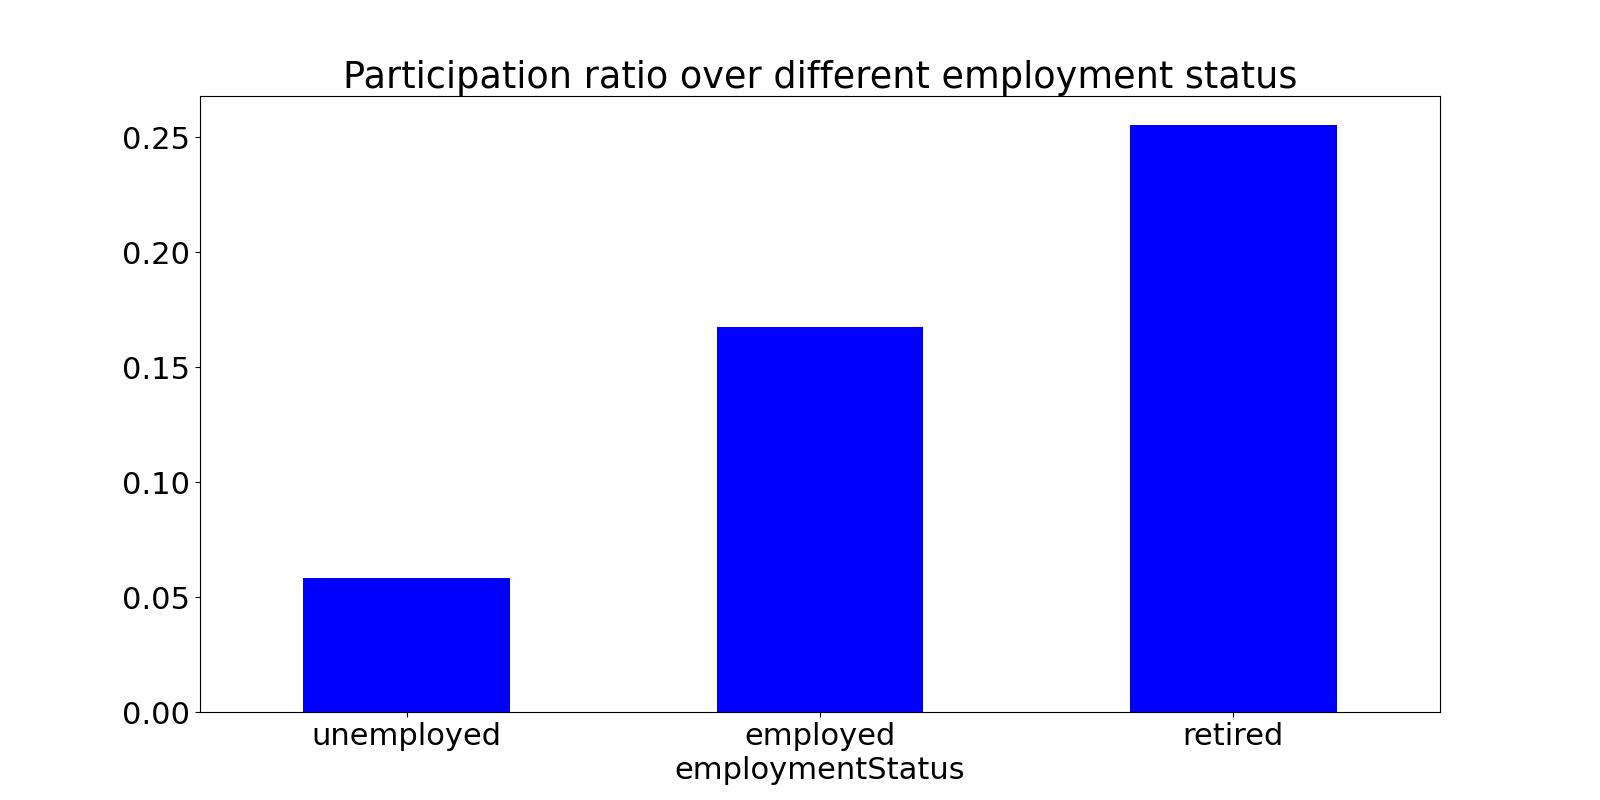 Participation ratio over different employment status
0.25
0.20
0.15
0.10
0.05
0.00
unemployed employed retired
employmentStatus